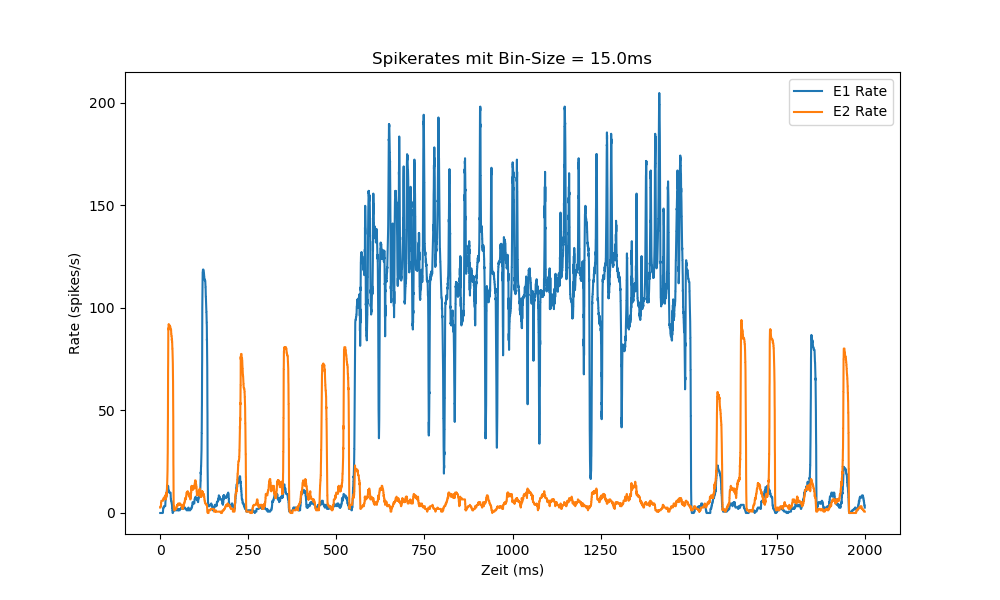 Spikerates mit Bin-Size = 15.0ms
E1 Rate
E2 Rate
Rate (spikes/s)
200
150
100
50
0
0 250 500 750 1000 1250 1500 1750 2000
Zeit (ms)